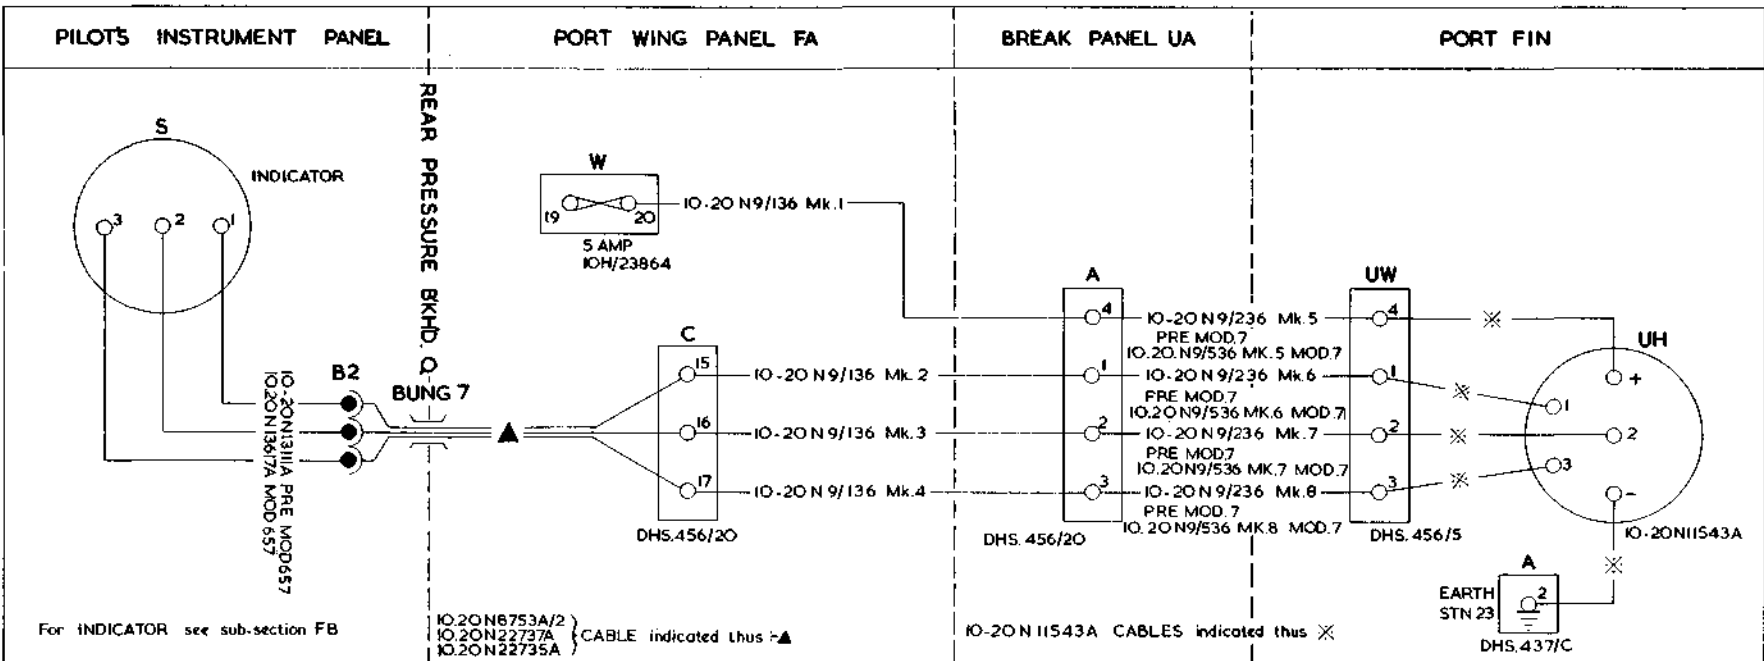 PILOT'S INSTRUMENT PANEL
PORT WING PANEL FA
BREAK PANEL UA
PORT FIN
REAR PRESSURE BKHD. Q
S
INDICATOR
3
2
1
10-20N1311A PRE MOD657
10.20N13617A MOD657
B2
BUNG 7
W
19
20
5 AMP
10H/23864
10-20 N9/136 Mk.1
C
15
16
17
DHS.456/20
10-20 N9/136 Mk.2
10-20 N9/136 Mk.3
10-20 N9/136 Mk.4
A
4
1
2
3
DHS.456/20
10-20 N9/236 Mk.5
PRE MOD.7
10.20.N9/536 MK.5 MOD.7
10-20 N9/236 Mk.6
PRE MOD.7
10.20N9/536 MK.6 MOD.7
10-20 N9/236 Mk.7
PRE MOD.7
10.20N9/536 MK.7 MOD.7
10-20 N9/236 Mk.8
PRE MOD.7
10.20N9/536 MK.8 MOD.7
UW
4
1
2
3
DHS.456/5
UH
+
1
2
3
-
10-20N11543A
A
2
EARTH
STN 23
DHS.437/C
For INDICATOR see sub-section FB
10.20N8753A/2
10.20N22737A
10.20N22735A
CABLE indicated thus :-▲
10-20 N 11543A CABLES indicated thus ※